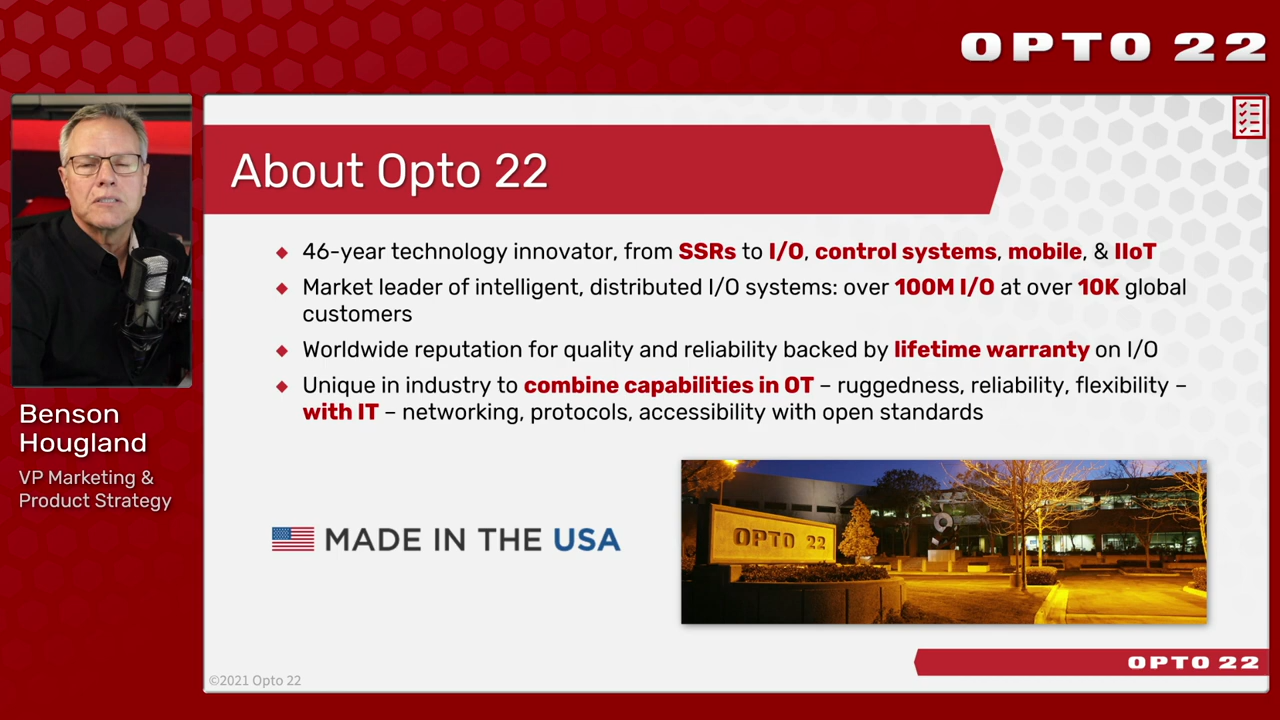 OPTO 22
About Opto 22
46-year technology innovator, from SSRs to I/O, control systems, mobile, & IIoT
Market leader of intelligent, distributed I/O systems: over 100M I/O at over 10K global
customers
Worldwide reputation for quality and reliability backed by lifetime warranty on I/O
Unique in industry to combine capabilities in OT – ruggedness, reliability, flexibility –
with IT – networking, protocols, accessibility with open standards
Benson
Hougland
VP Marketing &
Product Strategy
MADE IN THE USA
OPTO 22
OPTO 22
©2021 Opto 22